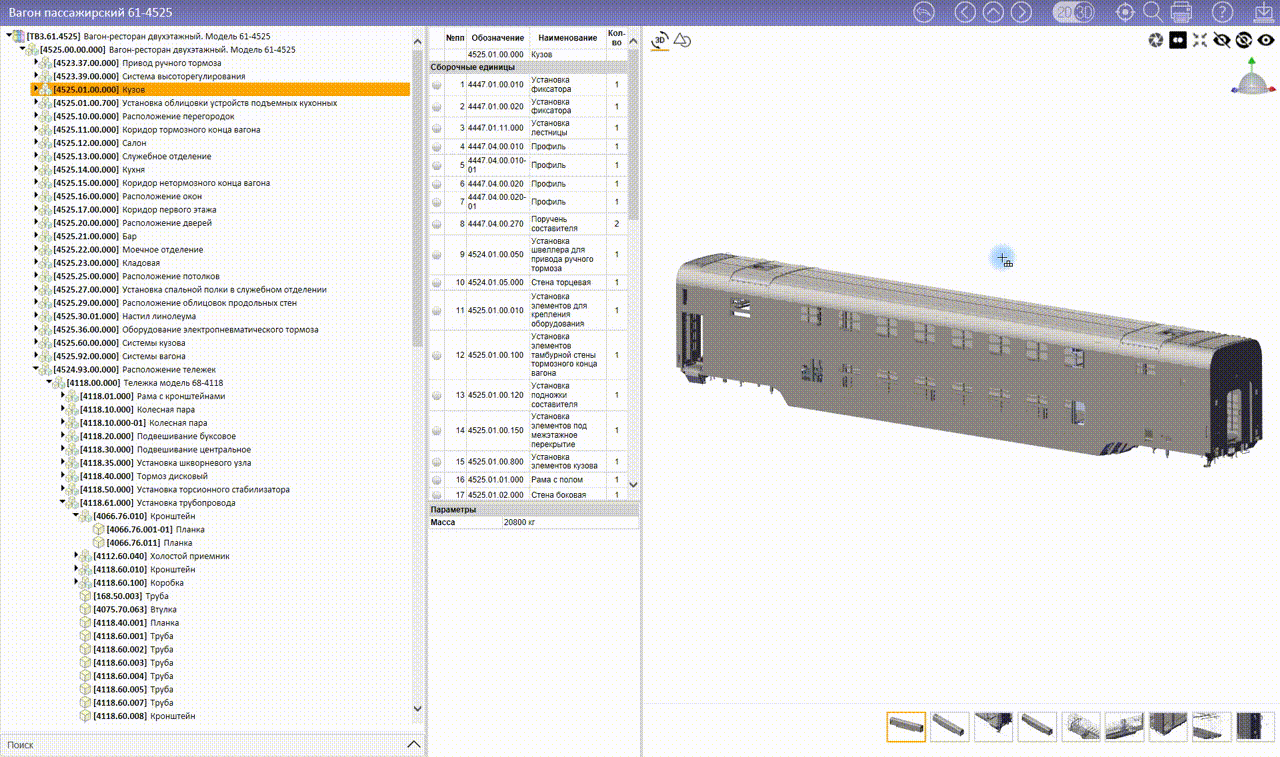 Вагон пассажирский 61-4525
2D 3D
[ТВ3.61.4525] Вагон-ресторан двухэтажный. Модель 61-4525
[4525.00.00.000] Вагон-ресторан двухэтажный. Модель 61-4525
[4523.37.00.000] Привод ручного тормоза
[4523.39.00.000] Система высоторегулирования
[4525.01.00.000] Кузов
[4525.01.00.700] Установка облицовки устройств подъемных кухонных
[4525.10.00.000] Расположение перегородок
[4525.11.00.000] Коридор тормозного конца вагона
[4525.12.00.000] Салон
[4525.13.00.000] Служебное отделение
[4525.14.00.000] Кухня
[4525.15.00.000] Коридор нетормозного конца вагона
[4525.16.00.000] Расположение окон
[4525.17.00.000] Коридор первого этажа
[4525.20.00.000] Расположение дверей
[4525.21.00.000] Бар
[4525.22.00.000] Моечное отделение
[4525.23.00.000] Кладовая
[4525.25.00.000] Расположение потолков
[4525.27.00.000] Установка спальной полки в служебном отделении
[4525.29.00.000] Расположение облицовок продольных стен
[4525.30.01.000] Настил линолеума
[4525.36.00.000] Оборудование электропневматического тормоза
[4525.60.00.000] Системы кузова
[4525.92.00.000] Системы вагона
[4524.93.00.000] Расположение тележек
[4118.00.000] Тележка модель 68-4118
[4118.01.000] Рама с кронштейнами
[4118.10.000] Колесная пара
[4118.10.000-01] Колесная пара
[4118.20.000] Подвешивание буксовое
[4118.30.000] Подвешивание центральное
[4118.35.000] Установка шкворневого узла
[4118.40.000] Тормоз дисковый
[4118.50.000] Установка торсионного стабилизатора
[4118.61.000] Установка трубопровода
[4066.76.010] Кронштейн
[4066.76.001-01] Планка
[4066.76.011] Планка
[4112.60.040] Холостой приемник
[4118.60.010] Кронштейн
[4118.60.100] Коробка
[168.50.003] Труба
[4075.70.063] Втулка
[4118.40.001] Планка
[4118.60.001] Труба
[4118.60.002] Труба
[4118.60.003] Труба
[4118.60.004] Труба
[4118.60.005] Труба
[4118.60.007] Труба
[4118.60.008] Кронштейн
Поиск
№пп Обозначение Наименование Кол-
во
4525.01.00.000 Кузов
Сборочные единицы
1 4447.01.00.010 Установка 1
фиксатора
2 4447.01.00.020 Установка 1
фиксатора
3 4447.01.11.000 Установка 1
лестницы
4 4447.04.00.010 Профиль 1
5 4447.04.00.010- Профиль 1
01
6 4447.04.00.020 Профиль 1
7 4447.04.00.020- Профиль 1
01
8 4447.04.00.270 Поручень 2
составителя
9 4524.01.00.050 Установка 1
швеллера для
привода ручного
тормоза
10 4524.01.05.000 Стена торцевая 1
11 4525.01.00.010 Установка 1
элементов для
крепления
оборудования
12 4525.01.00.100 Установка 1
элементов
тамбурной стены
тормозного конца
вагона
13 4525.01.00.120 Установка 1
подножки
составителя
14 4525.01.00.150 Установка 1
элементов под
межэтажное
перекрытие
15 4525.01.00.800 Установка 1
элементов кузова
16 4525.01.01.000 Рама с полом 1
17 4525.01.02.000 Стена боковая 1
Параметры
Масса 20800 кг
3D